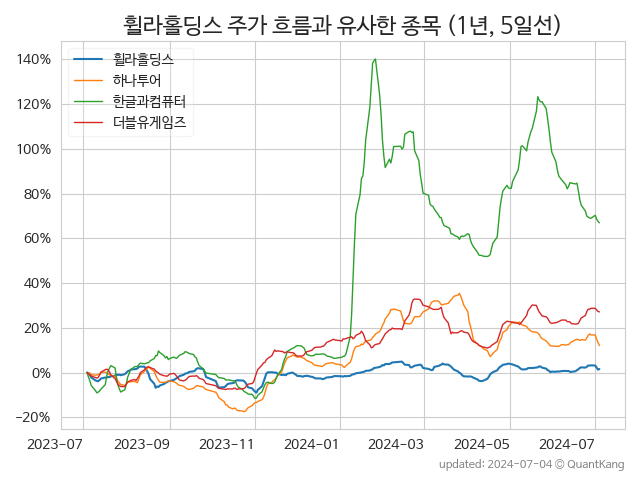 휠라홀딩스 주가 흐름과 유사한 종목 (1년, 5일선)
휠라홀딩스
하나투어
한글과컴퓨터
더블유게임즈
140%
120%
100%
80%
60%
40%
20%
0%
−20%
2023-07 2023-09 2023-11 2024-01 2024-03 2024-05 2024-07
updated: 2024-07-04 © QuantKang